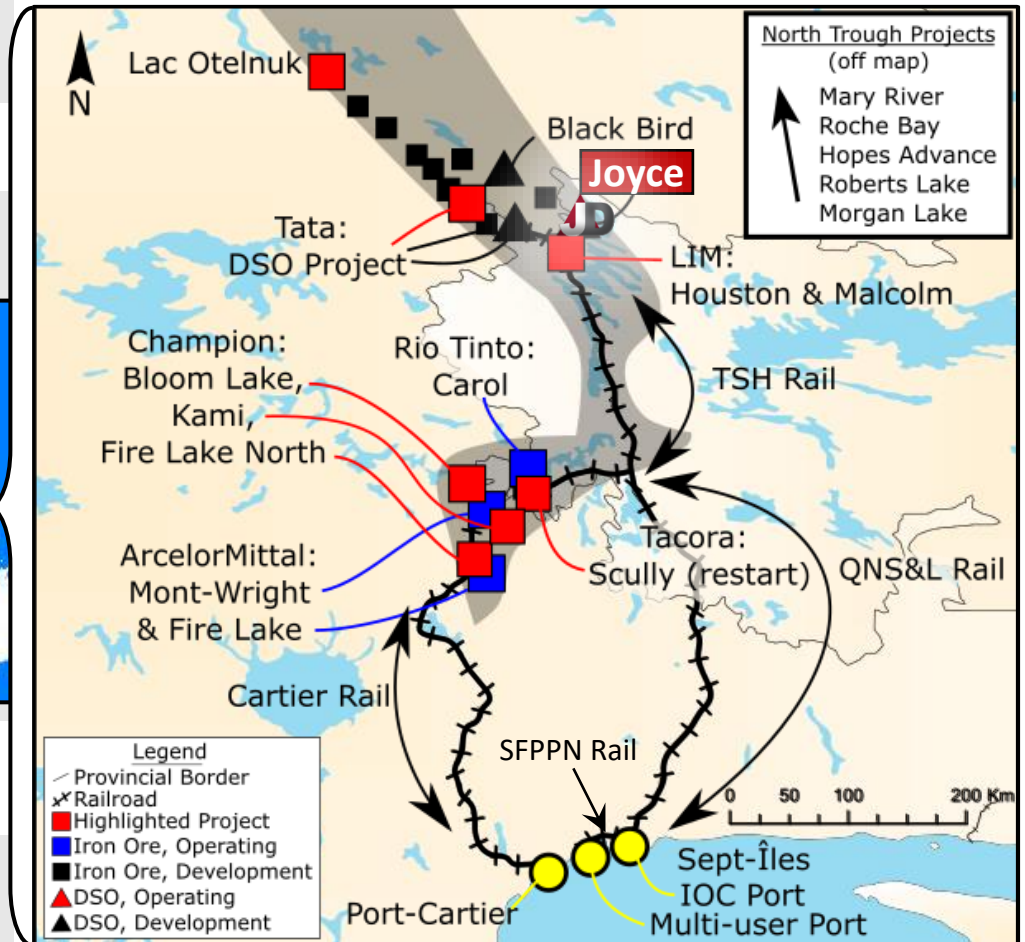 North Trough Projects
(off map)
Mary River
Roche Bay
Hopes Advance
Roberts Lake
Morgan Lake
N
Lac Otelnuk
Black Bird
Joyce
JD
Tata:
DSO Project
LIM:
Houston & Malcolm
Champion:
Bloom Lake,
Kami,
Fire Lake North
Rio Tinto:
Carol
TSH Rail
ArcelorMittal:
Mont-Wright
& Fire Lake
Tacora:
Scully (restart)
QNS&L Rail
Cartier Rail
SFPPN Rail
Legend
Provincial Border
Railroad
Highlighted Project
Iron Ore, Operating
Iron Ore, Development
DSO, Operating
DSO, Development
0 50 100 200 Km
Port-Cartier
Sept-Îles
IOC Port
Multi-user Port